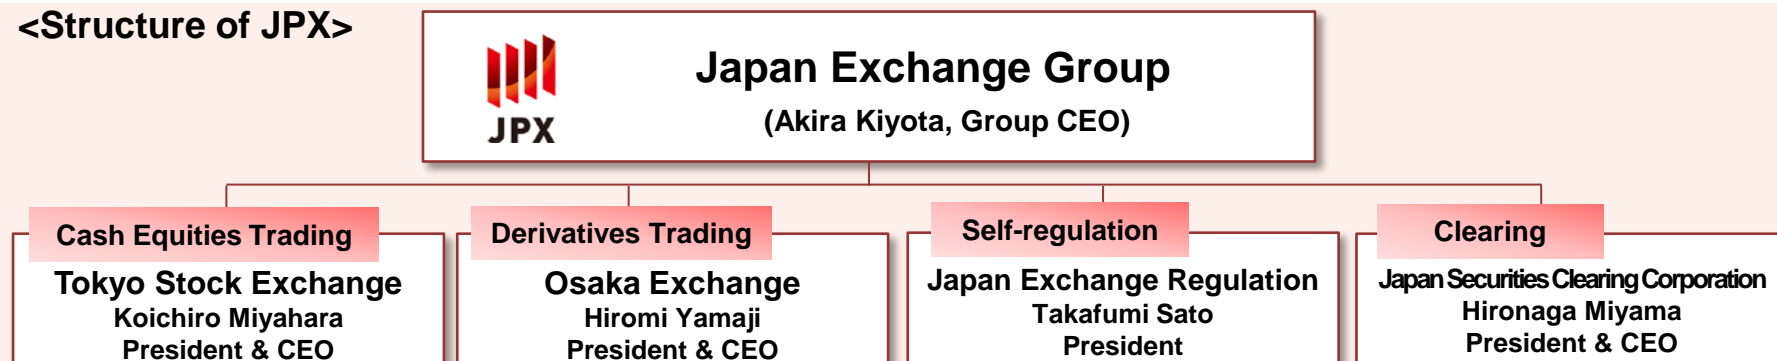 <Structure of JPX>
JPX
Japan Exchange Group
(Akira Kiyota, Group CEO)
Cash Equities Trading
Tokyo Stock Exchange
Koichiro Miyahara
President & CEO
Derivatives Trading
Osaka Exchange
Hiromi Yamaji
President & CEO
Self-regulation
Japan Exchange Regulation
Takafumi Sato
President
Clearing
Japan Securities Clearing Corporation
Hironaga Miyama
President & CEO